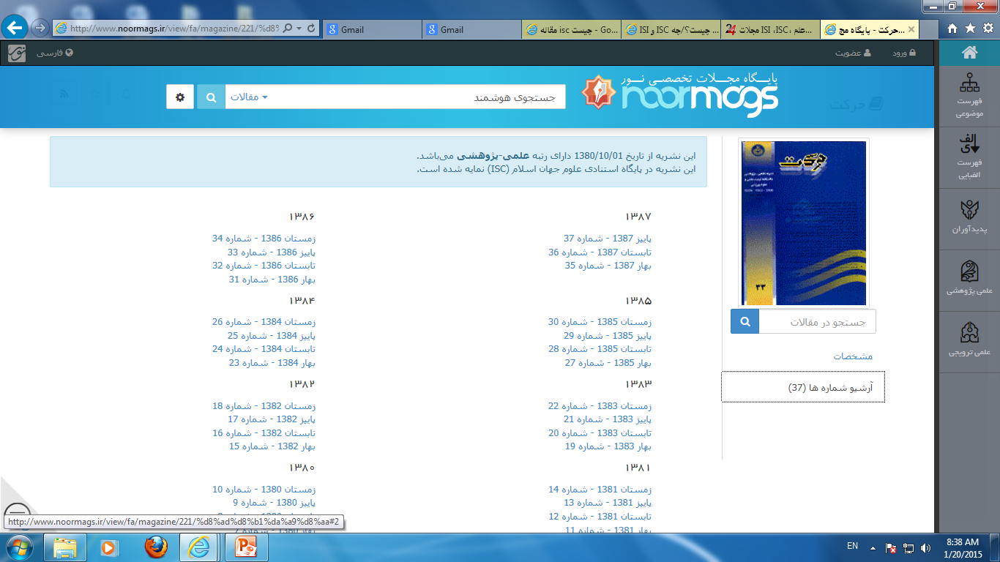 http://www.noormags.ir/view/fa/magazine/221/%d8%
Gmail
Gmail
مقاله isc چیست - Go...
ISI و ISC چیست؟/چه ...
مجلات ISI ،ISC، علم...
حرکت - پایگاه مج...
فارسی
عضویت
ورود
پایگاه مجلات تخصصی نور
noormags
جستجوی هوشمند
مقالات
حرکت
فهرست
موضوعی
فهرست
الفبایی
پدیدآوران
علمی پژوهشی
علمی ترویجی
این نشریه از تاریخ 1380/10/01 دارای رتبه علمی-پژوهشی می‌باشد.
این نشریه در پایگاه استنادی علوم جهان اسلام (ISC) نمایه شده است.
حرکت
۳۳
جستجو در مقالات
مشخصات
آرشیو شماره ها (37)
۱۳۸۷
پاییز 1387 - شماره 37
تابستان 1387 - شماره 36
بهار 1387 - شماره 35
۱۳۸۶
زمستان 1386 - شماره 34
پاییز 1386 - شماره 33
تابستان 1386 - شماره 32
بهار 1386 - شماره 31
۱۳۸۵
زمستان 1385 - شماره 30
پاییز 1385 - شماره 29
تابستان 1385 - شماره 28
بهار 1385 - شماره 27
۱۳۸۴
زمستان 1384 - شماره 26
پاییز 1384 - شماره 25
تابستان 1384 - شماره 24
بهار 1384 - شماره 23
۱۳۸۳
زمستان 1383 - شماره 22
پاییز 1383 - شماره 21
تابستان 1383 - شماره 20
بهار 1383 - شماره 19
۱۳۸۲
زمستان 1382 - شماره 18
پاییز 1382 - شماره 17
تابستان 1382 - شماره 16
بهار 1382 - شماره 15
۱۳۸۱
زمستان 1381 - شماره 14
پاییز 1381 - شماره 13
تابستان 1381 - شماره 12
بهار 1381 - شماره 11
۱۳۸۰
زمستان 1380 - شماره 10
پاییز 1380 - شماره 9
http://www.noormags.ir/view/fa/magazine/221/%d8%ad%d8%b1%da%a9%d8%aa#2
EN
8:38 AM
1/20/2015